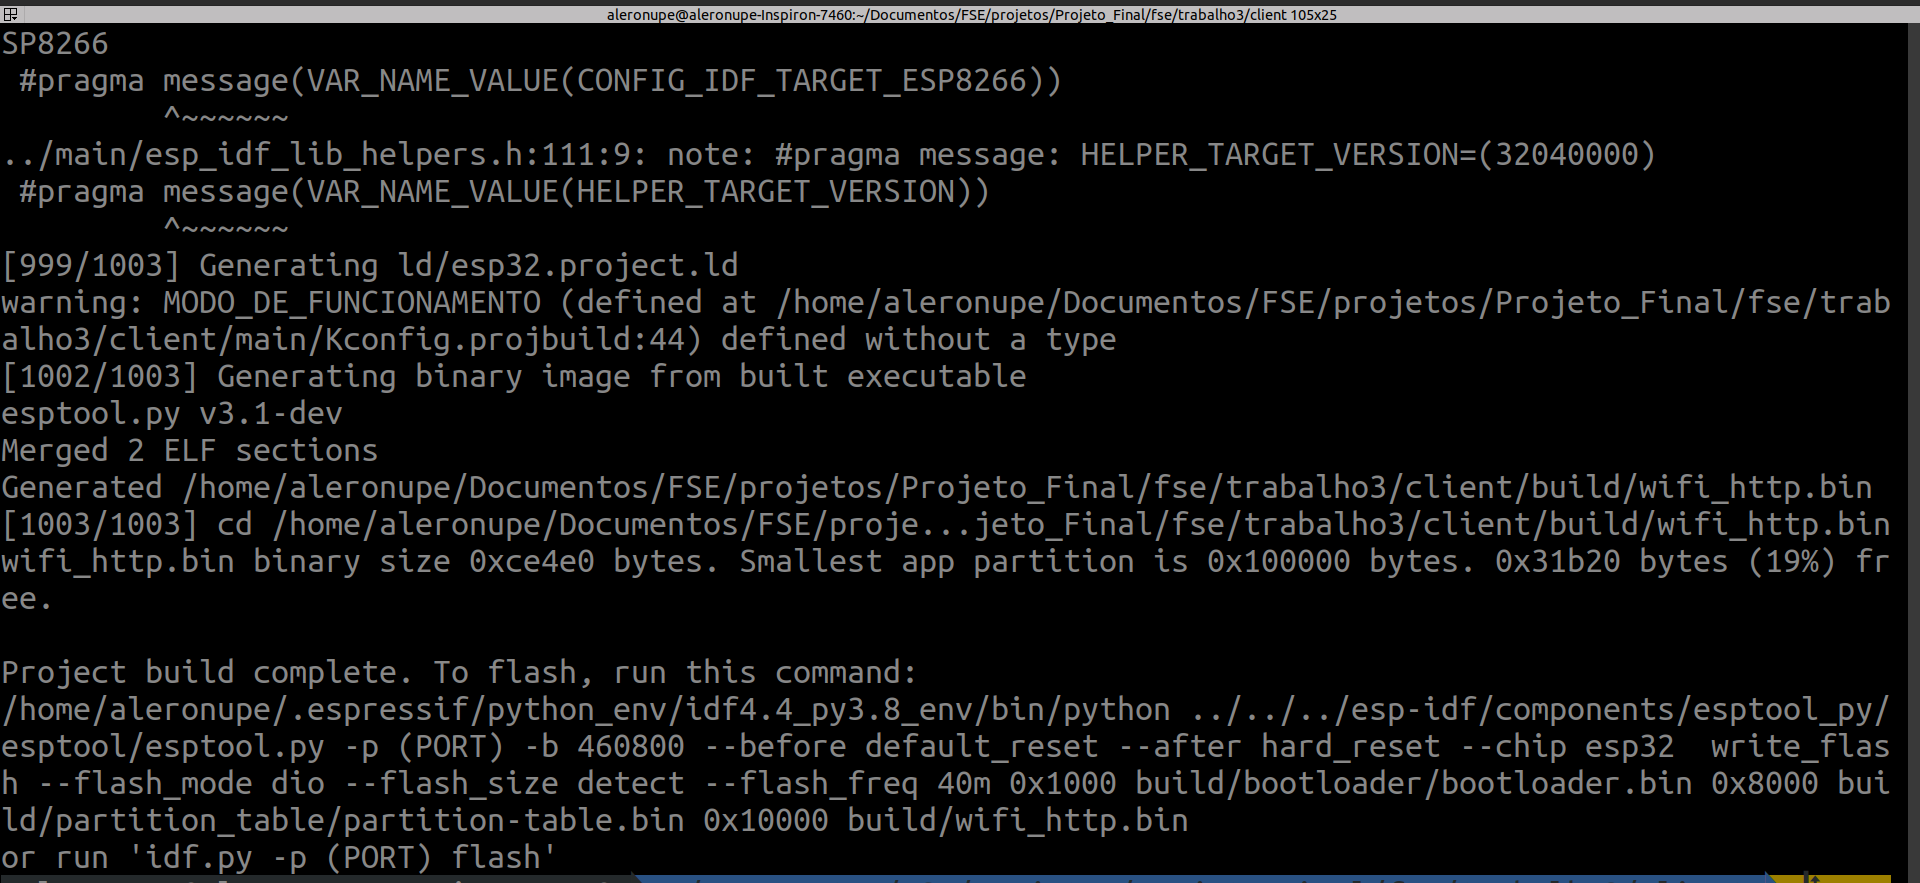 aleronupe@aleronupe-Inspiron-7460:~/Documentos/FSE/projetos/Projeto_Final/fse/trabalho3/client 105x25
SP8266
 #pragma message(VAR_NAME_VALUE(CONFIG_IDF_TARGET_ESP8266))
         ^~~~~~~
../main/esp_idf_lib_helpers.h:111:9: note: #pragma message: HELPER_TARGET_VERSION=(32040000)
 #pragma message(VAR_NAME_VALUE(HELPER_TARGET_VERSION))
         ^~~~~~~
[999/1003] Generating ld/esp32.project.ld
warning: MODO_DE_FUNCIONAMENTO (defined at /home/aleronupe/Documentos/FSE/projetos/Projeto_Final/fse/trab
alho3/client/main/Kconfig.projbuild:44) defined without a type
[1002/1003] Generating binary image from built executable
esptool.py v3.1-dev
Merged 2 ELF sections
Generated /home/aleronupe/Documentos/FSE/projetos/Projeto_Final/fse/trabalho3/client/build/wifi_http.bin
[1003/1003] cd /home/aleronupe/Documentos/FSE/proje...jeto_Final/fse/trabalho3/client/build/wifi_http.bin
wifi_http.bin binary size 0xce4e0 bytes. Smallest app partition is 0x100000 bytes. 0x31b20 bytes (19%) fr
ee.
Project build complete. To flash, run this command:
/home/aleronupe/.espressif/python_env/idf4.4_py3.8_env/bin/python ../../../esp-idf/components/esptool_py/
esptool/esptool.py -p (PORT) -b 460800 --before default_reset --after hard_reset --chip esp32  write_flas
h --flash_mode dio --flash_size detect --flash_freq 40m 0x1000 build/bootloader/bootloader.bin 0x8000 bui
ld/partition_table/partition-table.bin 0x10000 build/wifi_http.bin
or run 'idf.py -p (PORT) flash'